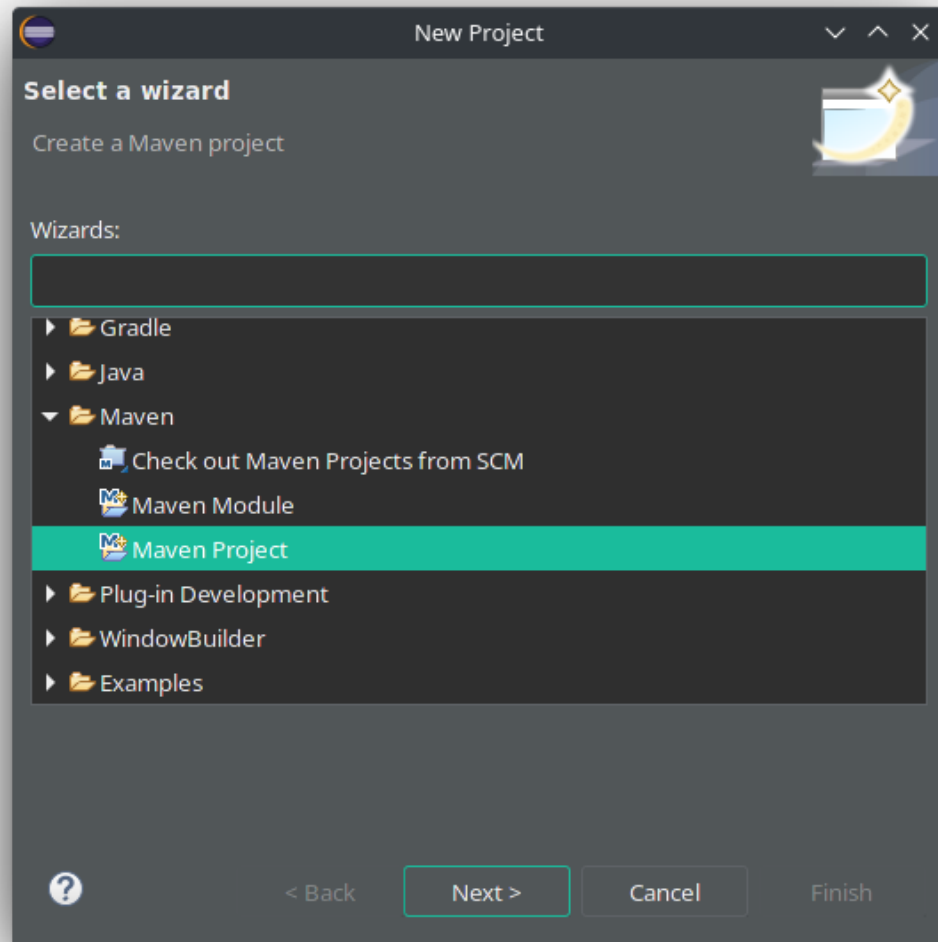 New Project
Select a wizard
Create a Maven project
Wizards:
Gradle
Java
Maven
Check out Maven Projects from SCM
Maven Module
Maven Project
Plug-in Development
WindowBuilder
Examples
? < Back Next > Cancel Finish